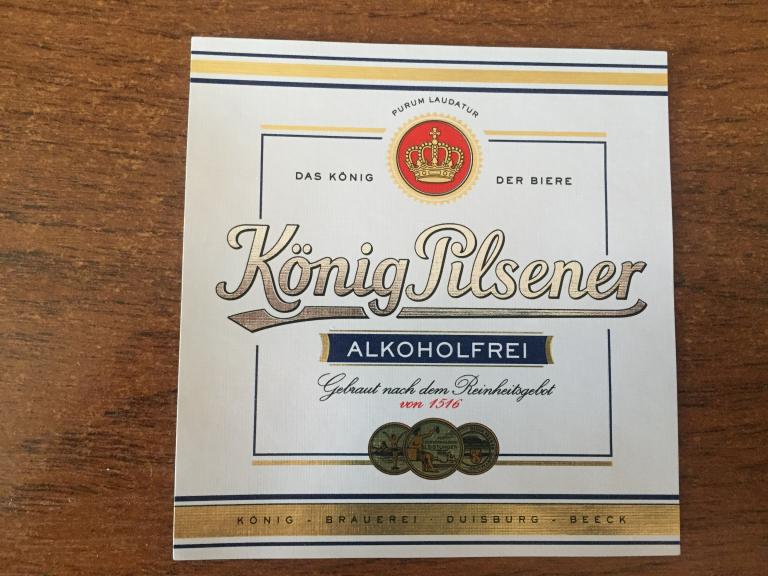 PURUM LAUDATUR
DAS KÖNIG DER BIERE
König Pilsener
ALKOHOLFREI
Gebraut nach dem Reinheitsgebot
von 1516
KÖNIG - BRAUEREI · DUISBURG - BEECK